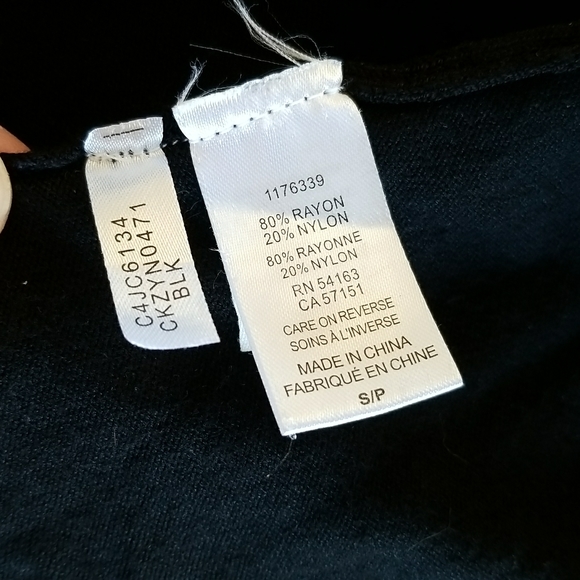 C4JC6134
CKZYN0471
BLK
1176339
80% RAYON
20% NYLON
80% RAYONNE
20% NYLON
RN 54163
CA 57151
CARE ON REVERSE
SOINS À L'INVERSE
MADE IN CHINA
FABRIQUÉ EN CHINE
S/P